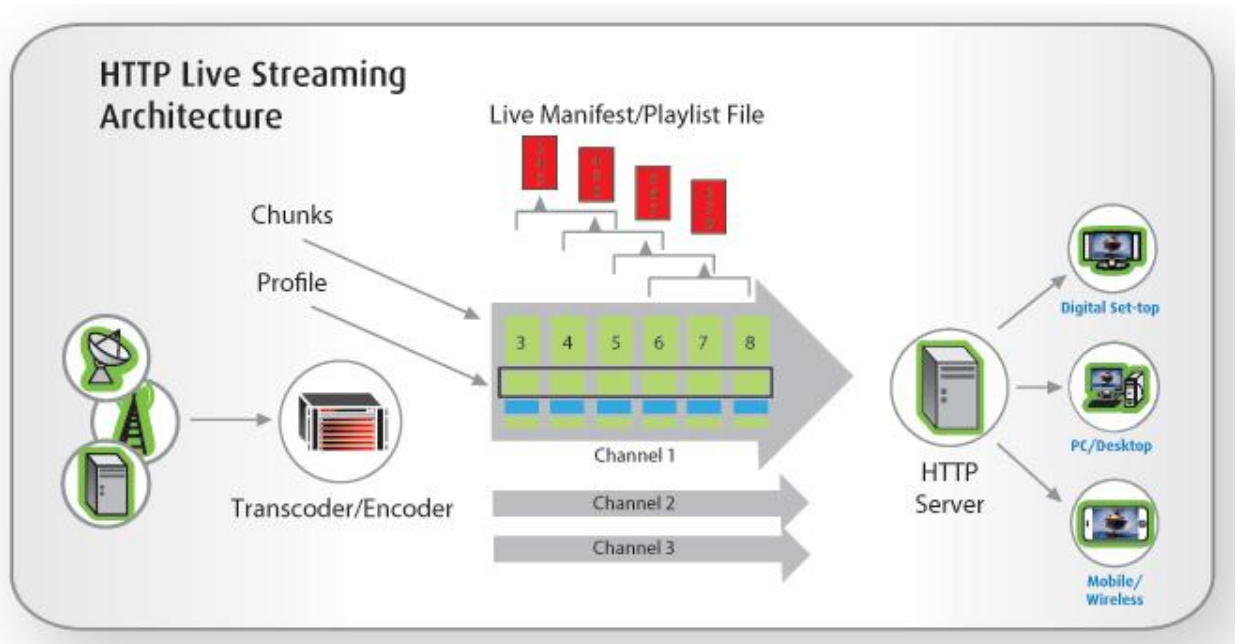 HTTP Live Streaming
Architecture
Live Manifest/Playlist File
Chunks
Profile
3 4 5 6 7 8
Channel 1
Channel 2
Channel 3
Transcoder/Encoder
HTTP
Server
Digital Set-top
PC/Desktop
Mobile/
Wireless